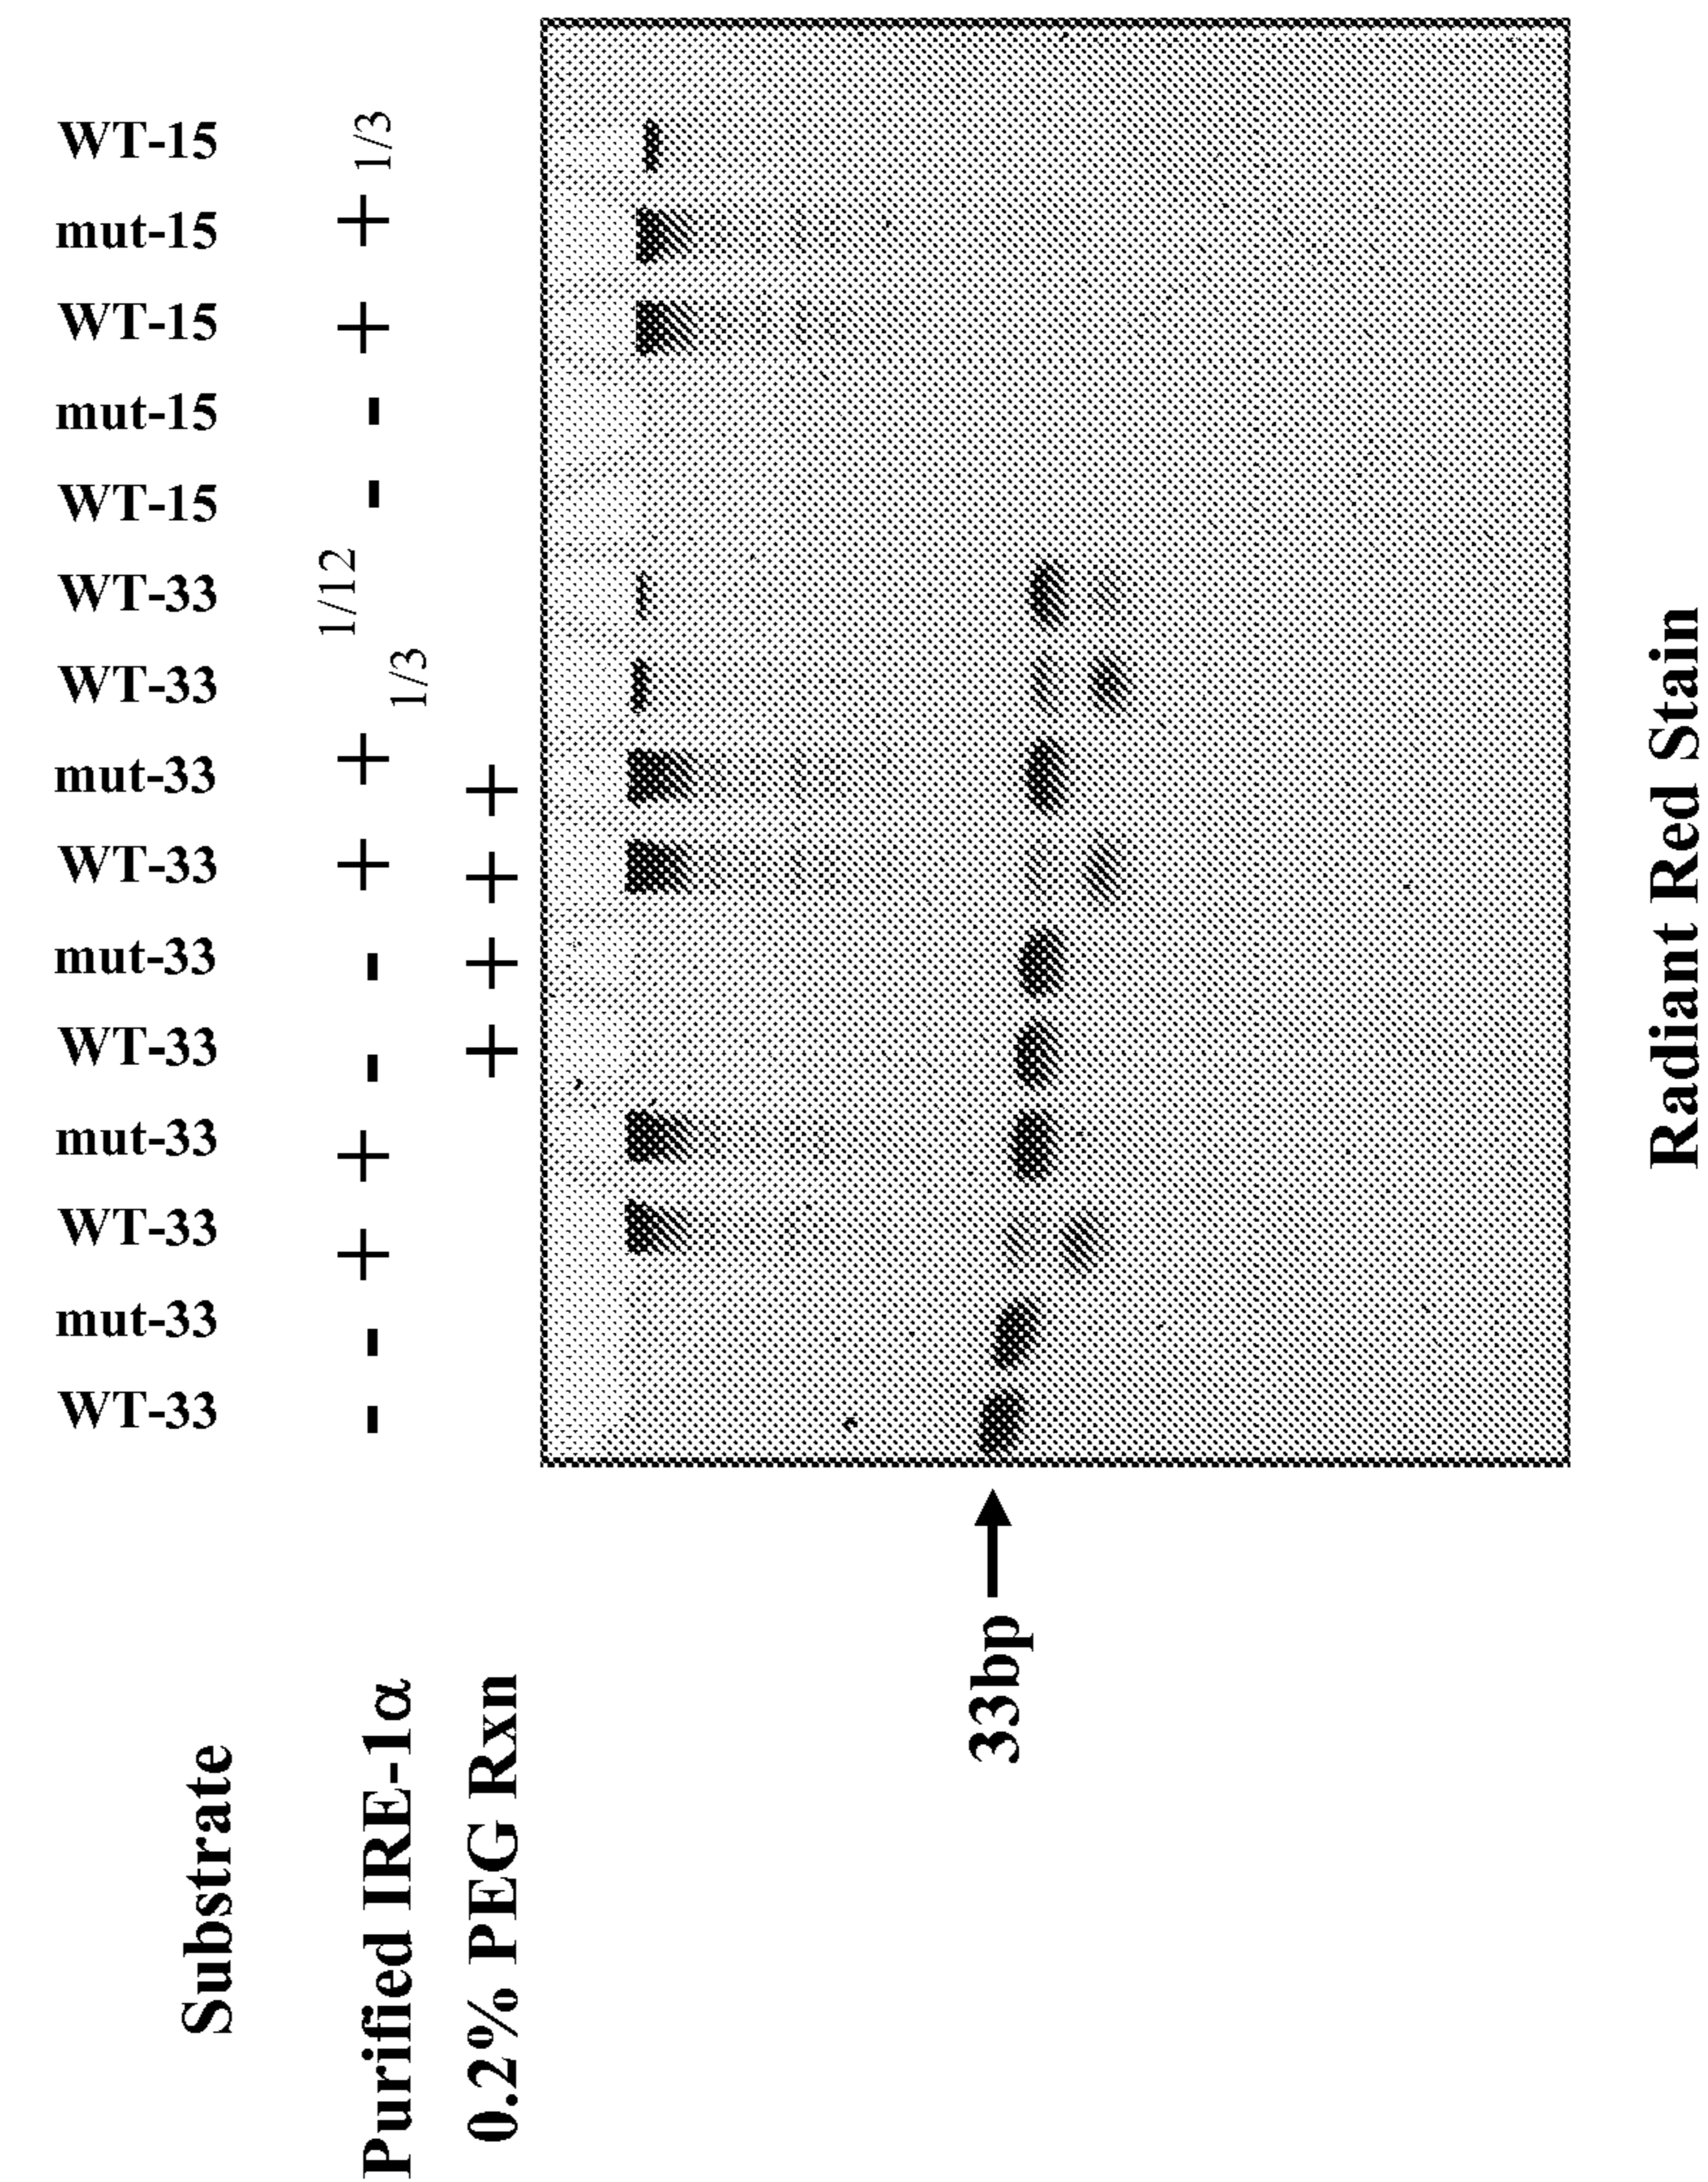 Substrate WT-33 mut-33 WT-33 mut-33 WT-33 mut-33 WT-33 mut-33 WT-33 WT-33 WT-15 mut-15 WT-15 mut-15 WT-15
Purified IRE-1α - - + + - - + + 1/3 1/12 - - + + 1/3
0.2% PEG Rxn + + + +
33bp
Radiant Red Stain